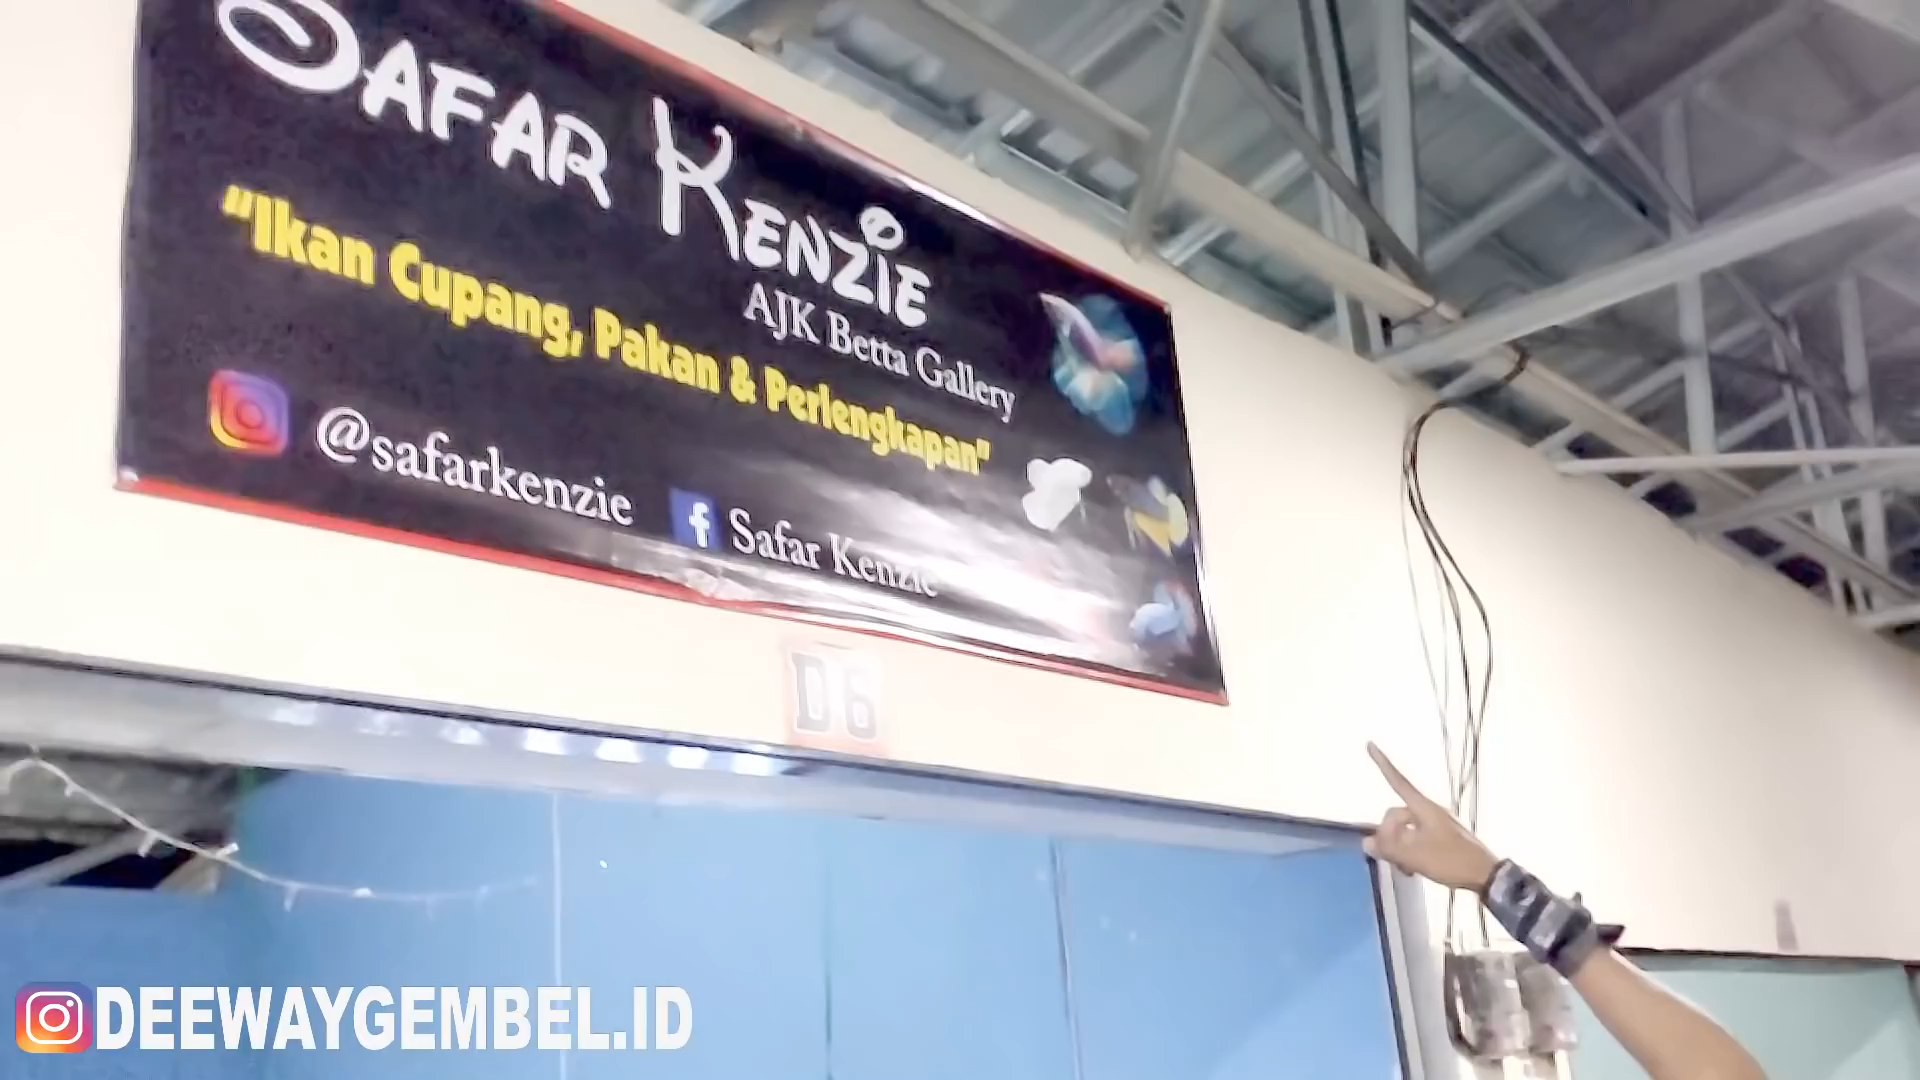 SAFAR KENZIE
AJK Betta Gallery
"Ikan Cupang, Pakan & Perlengkapan"
@safarkenzie
f Safar Kenzie
D6
DEEWAYGEMBEL.ID